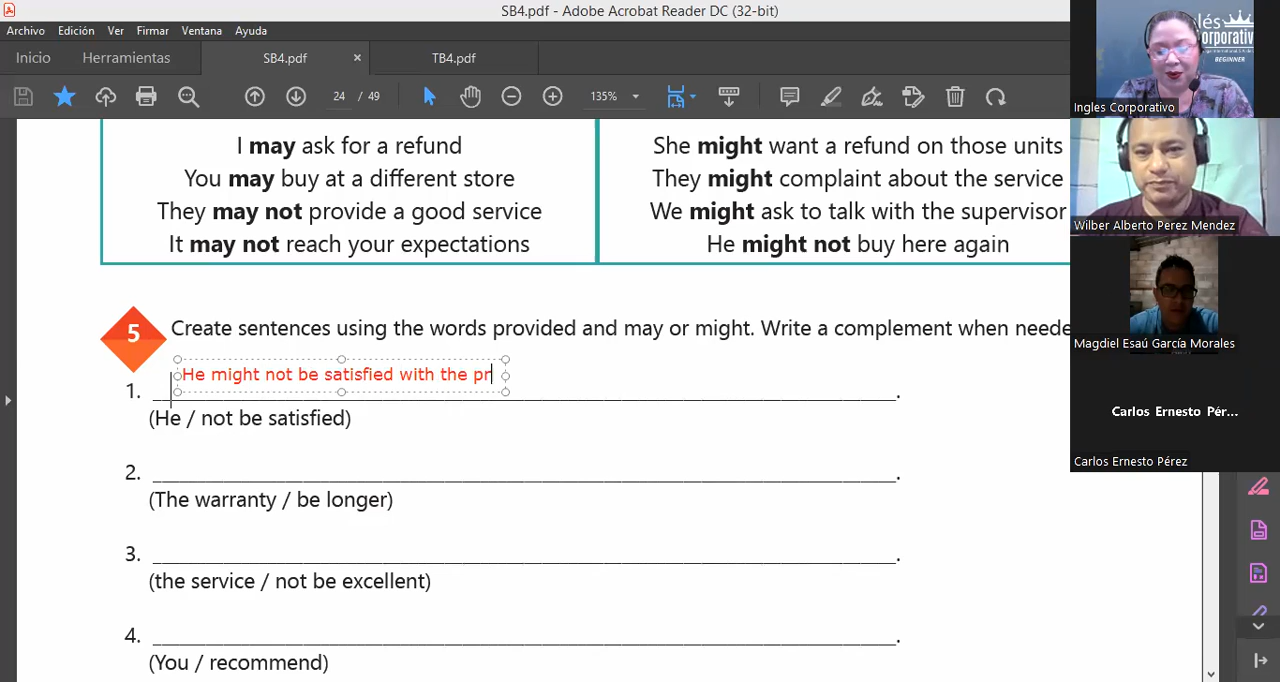 SB4.pdf - Adobe Acrobat Reader DC (32-bit)
Archivo Edición Ver Firmar Ventana Ayuda
Inicio Herramientas SB4.pdf × TB4.pdf
24 / 49 135%
I may ask for a refund
You may buy at a different store
They may not provide a good service
It may not reach your expectations
She might want a refund on those units
They might complaint about the service
We might ask to talk with the supervisor
He might not buy here again
5
Create sentences using the words provided and may or might. Write a complement when neede
He might not be satisfied with the pr
1. ______________________________.
(He / not be satisfied)
2. ______________________________.
(The warranty / be longer)
3. ______________________________.
(the service / not be excellent)
4. ______________________________.
(You / recommend)
BEGINNER
Ingles Corporativo
Wilber Alberto Perez Mendez
Magdiel Esaú García Morales
Carlos Ernesto Pér...
Carlos Ernesto Pérez